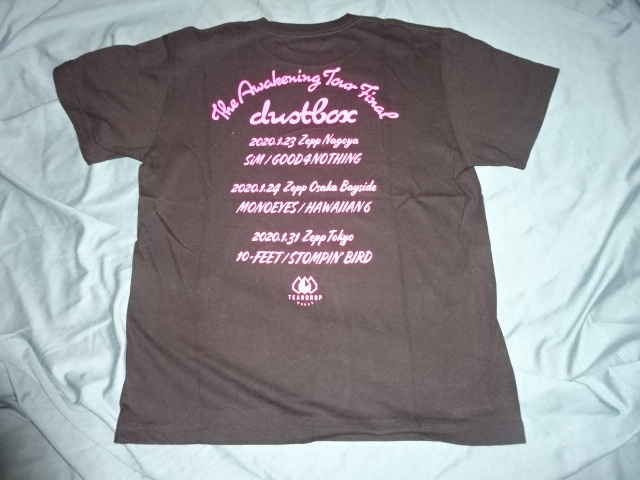 The Awakening Tour Final
dustbox
2020.1.23 Zepp Nagoya
SiM / GOOD4NOTHING
2020.1.24 Zepp Osaka Bayside
MONOEYES / HAWAIIAN6
2020.1.31 Zepp Tokyo
10-FEET / STOMPIN' BIRD
TEARDROP
WORKS